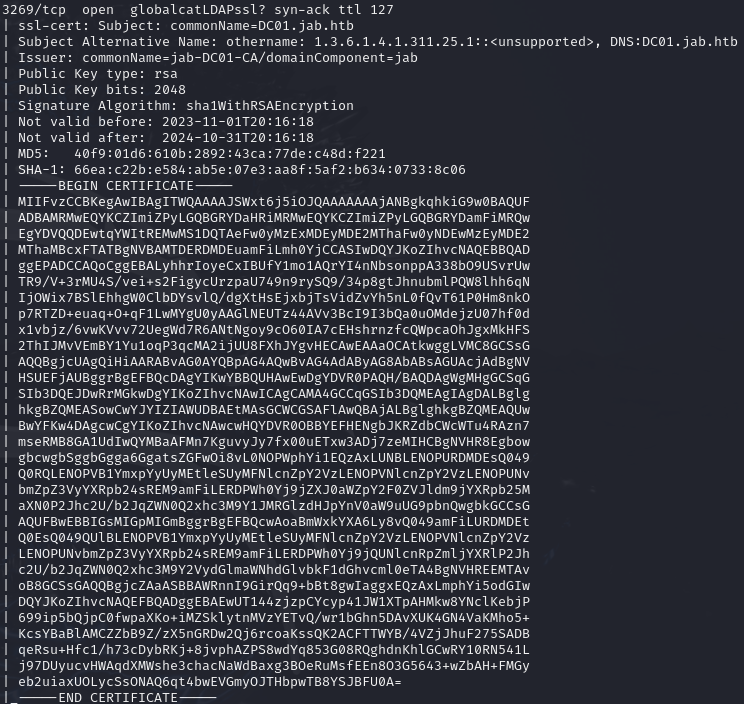 3269/tcp  open  globalcatLDAPssl? syn-ack ttl 127
| ssl-cert: Subject: commonName=DC01.jab.htb
| Subject Alternative Name: othername: 1.3.6.1.4.1.311.25.1::<unsupported>, DNS:DC01.jab.htb
| Issuer: commonName=jab-DC01-CA/domainComponent=jab
| Public Key type: rsa
| Public Key bits: 2048
| Signature Algorithm: sha1WithRSAEncryption
| Not valid before: 2023-11-01T20:16:18
| Not valid after:  2024-10-31T20:16:18
| MD5:   40f9:01d6:610b:2892:43ca:77de:c48d:f221
| SHA-1: 66ea:c22b:e584:ab5e:07e3:aa8f:5af2:b634:0733:8c06
| -----BEGIN CERTIFICATE-----
| MIIFvzCCBKegAwIBAgITWQAAAAJSWxt6j5iOJQAAAAAAAjANBgkqhkiG9w0BAQUF
| ADBAMRMwEQYKCZImiZPyLGQBGRYDaHRiMRMwEQYKCZImiZPyLGQBGRYDamFiMRQw
| EgYDVQQDEwtqYWItREMwMS1DQTAeFw0yMzExMDEyMDE2MThaFw0yNDEwMzEyMDE2
| MThaMBcxFTATBgNVBAMTDERDMDEuamFiLmh0YjCCASIwDQYJKoZIhvcNAQEBBQAD
| ggEPADCCAQoCggEBALyhhrIoyeCxIBUfY1mo1AQrYI4nNbsonppA338bO9USvrUw
| TR9/V+3rMU4S/vei+s2FigycUrzpaU749n9rySQ9/34p8gtJhnubmlPQW8lhh6qN
| IjOWix7BSlEhhgW0ClbDYsvlQ/dgXtHsEjxbjTsVidZvYh5nL0fQvT61P0Hm8nkO
| p7RTZD+euaq+O+qF1LwMYgU0yAAGlNEUTz44AVv3BcI9I3bQa0uOMdejzU07hf0d
| x1vbjz/6vwKVvv72UegWd7R6ANtNgoy9cO60IA7cEHshrnzfcQWpcaOhJgxMkHFS
| 2ThIJMvVEmBY1Yu1oqP3qcMA2ijUU8FXhJYgvHECAwEAAaOCAtkwggLVMC8GCSsG
| AQQBgjcUAgQiHiAARABvAG0AYQBpAG4AQwBvAG4AdAByAG8AbABsAGUAcjAdBgNV
| HSUEFjAUBggrBgEFBQcDAgYIKwYBBQUHAwEwDgYDVR0PAQH/BAQDAgWgMHgGCSqG
| SIb3DQEJDwRrMGkwDgYIKoZIhvcNAwICAgCAMA4GCCqGSIb3DQMEAgIAgDALBglg
| hkgBZQMEASowCwYJYIZIAWUDBAEtMAsGCWCGSAFlAwQBAjALBglghkgBZQMEAQUw
| BwYFKw4DAgcwCgYIKoZIhvcNAwcwHQYDVR0OBBYEFHENgbJKRZdbCWcWTu4RAzn7
| mseRMB8GA1UdIwQYMBaAFMn7KguvyJy7fx00uETxw3ADj7zeMIHCBgNVHR8Egbow
| gbcwgbSggbGgga6GgatsZGFwOi8vL0NOPWphYi1EQzAxLUNBLENOPURDMDEsQ049
| Q0RQLENOPVB1YmxpYyUyMEtleSUyMFNlcnZpY2VzLENOPVNlcnZpY2VzLENOPUNv
| bmZpZ3VyYXRpb24sREM9amFiLERDPWh0Yj9jZXJ0aWZpY2F0ZVJldm9jYXRpb25M
| aXN0P2Jhc2U/b2JqZWN0Q2xhc3M9Y1JMRGlzdHJpYnV0aW9uUG9pbnQwgbkGCCsG
| AQUFBwEBBIGsMIGpMIGmBggrBgEFBQcwAoaBmWxkYXA6Ly8vQ049amFiLURDMDEt
| Q0EsQ049QUlBLENOPVB1YmxpYyUyMEtleSUyMFNlcnZpY2VzLENOPVNlcnZpY2Vz
| LENOPUNvbmZpZ3VyYXRpb24sREM9amFiLERDPWh0Yj9jQUNlcnRpZmljYXRlP2Jh
| c2U/b2JqZWN0Q2xhc3M9Y2VydGlmaWNhdGlvbkF1dGhvcml0eTA4BgNVHREEMTAv
| oB8GCSsGAQQBgjcZAaASBBAWRnnI9GirQq9+bBt8gwIaggxEQzAxLmphYi5odGIw
| DQYJKoZIhvcNAQEFBQADggEBAEwUT144zjzpCYcyp41JW1XTpAHMkw8YNclKebjP
| 699ip5bQjpC0fwpaXKo+iMZSklytnMVzYETvQ/wr1bGhn5DAvXUK4GN4VaKMho5+
| KcsYBaBlAMCZZbB9Z/zX5nGRDw2Qj6rcoaKssQK2ACFTTWYB/4VZjJhuF275SADB
| qeRsu+Hfc1/h73cDybRKj+8jvphAZPS8wdYq853G08RQghdnKhlGCwRY10RN541L
| j97DUyucvHWAqdXMWshe3chacNaWdBaxg3BOeRuMsfEEn8O3G5643+wZbAH+FMGy
| eb2uiaxUOLycSsONAQ6qt4bwEVGmyOJTHbpwTB8YSJBFU0A=
|_-----END CERTIFICATE-----